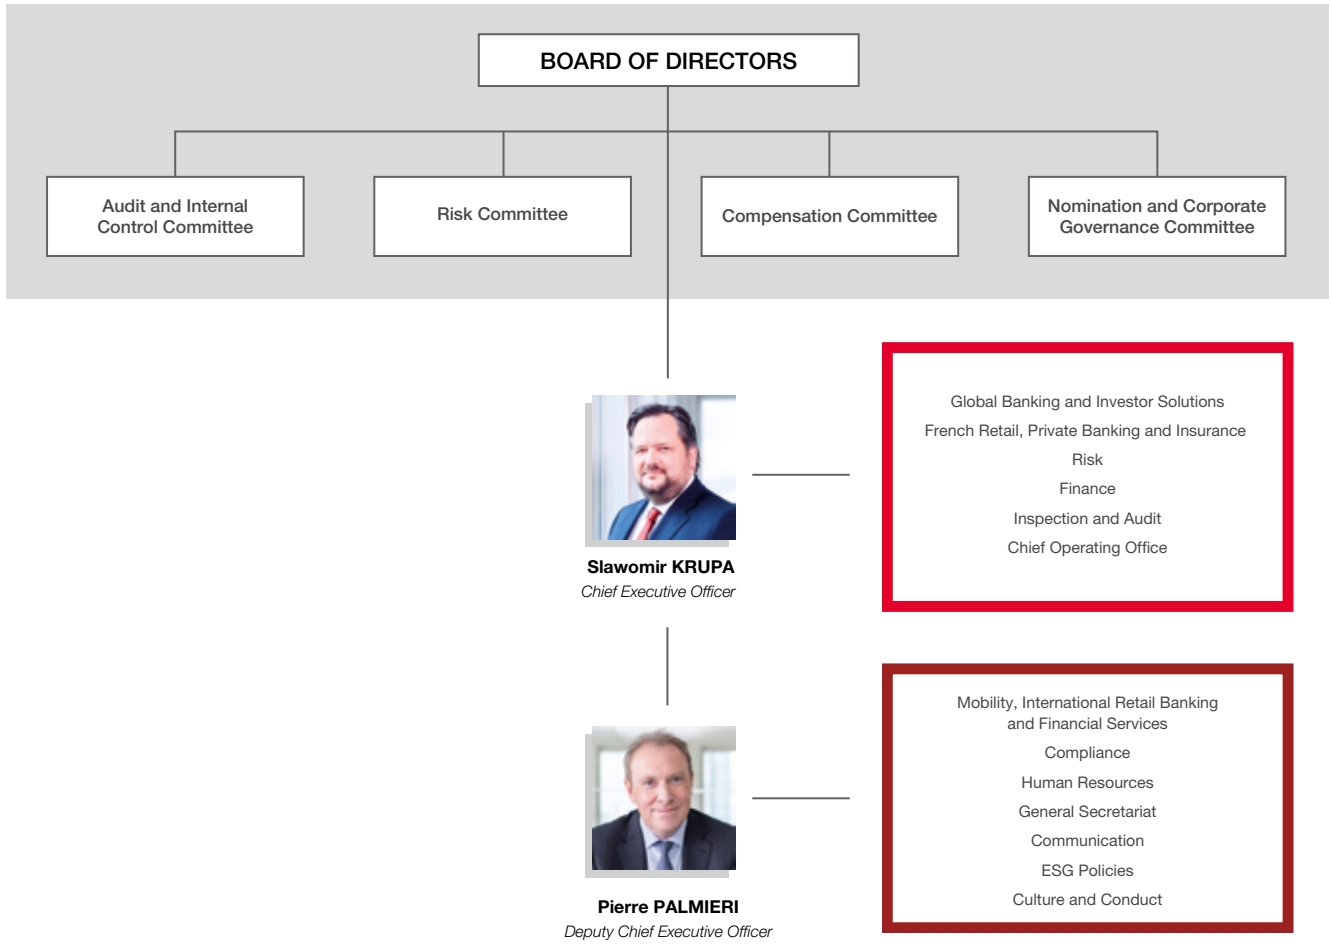 BOARD OF DIRECTORS
Audit and Internal
Control Committee
Risk Committee
Compensation Committee
Nomination and Corporate
Governance Committee
Slawomir KRUPA
Chief Executive Officer
Global Banking and Investor Solutions
French Retail, Private Banking and Insurance
Risk
Finance
Inspection and Audit
Chief Operating Office
Pierre PALMIERI
Deputy Chief Executive Officer
Mobility, International Retail Banking
and Financial Services
Compliance
Human Resources
General Secretariat
Communication
ESG Policies
Culture and Conduct